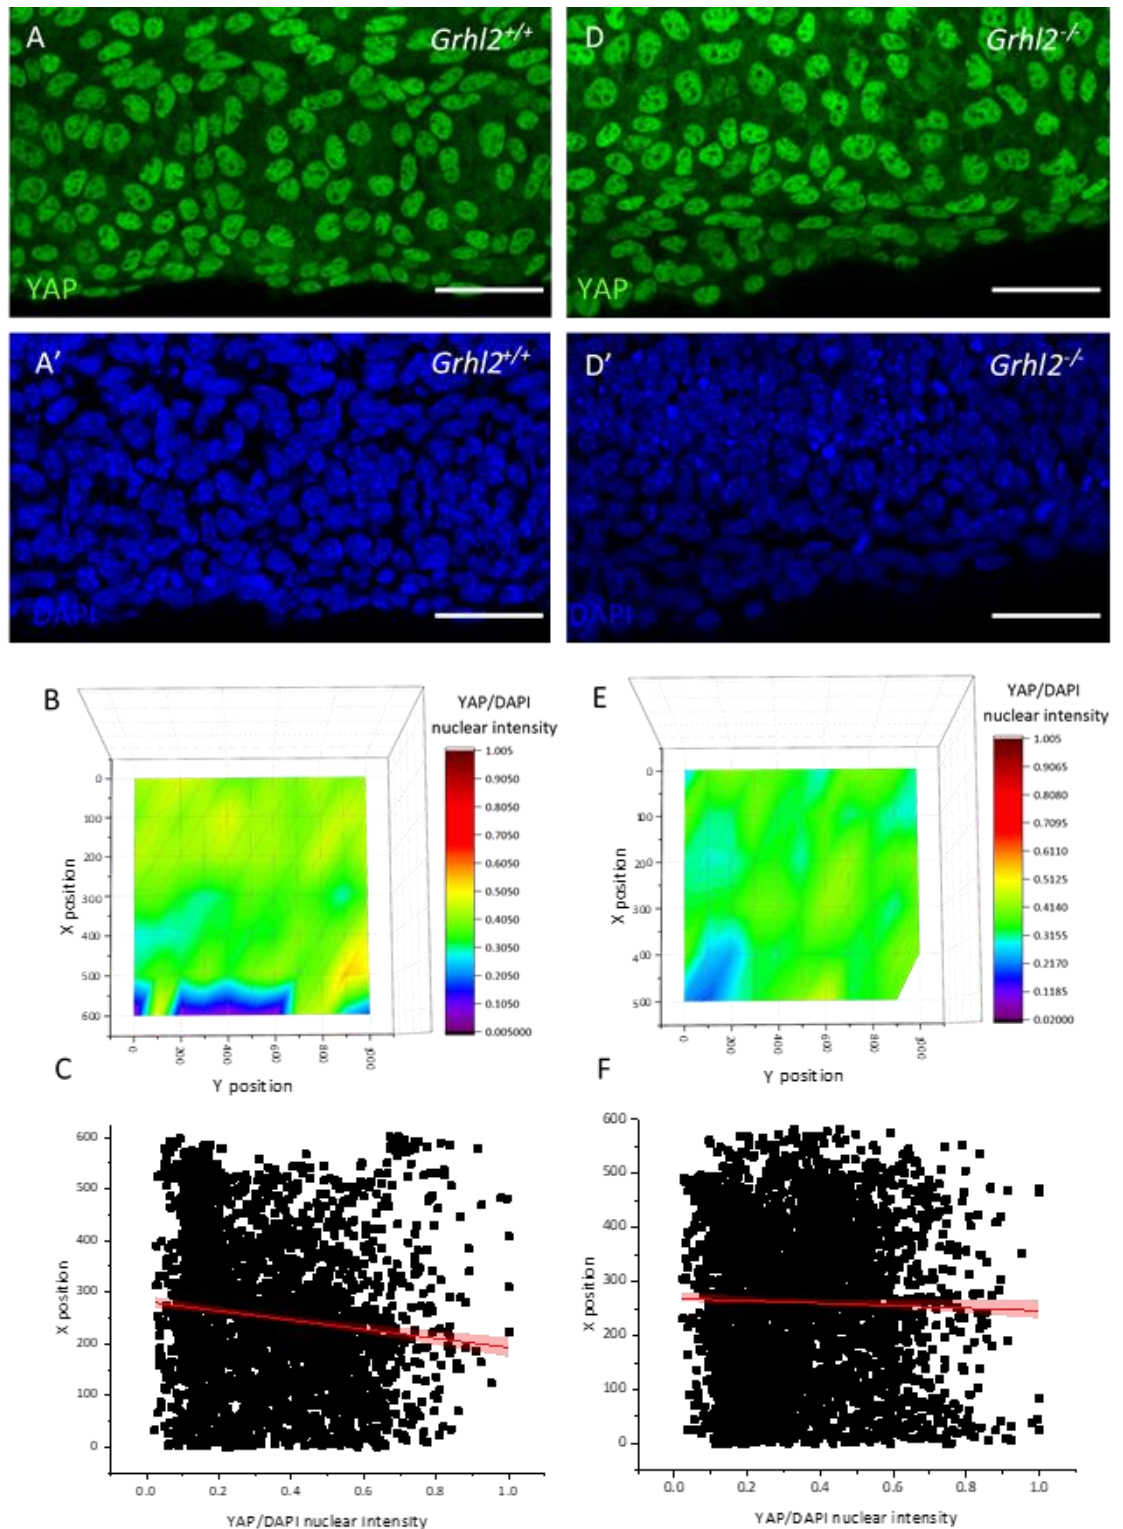 A
Grhl2+/+
YAP
D
Grhl2-/-
YAP
A’
Grhl2+/+
DAPI
D’
Grhl2-/-
DAPI
B
YAP/DAPI
nuclear intensity
1.005
0.9050
0.8050
0.7050
0.6050
0.5050
0.4050
0.3050
0.2050
0.1050
0.005000
0
100
200
300
400
500
600
X position
0
200
400
600
800
1000
Y position
E
YAP/DAPI
nuclear intensity
1.005
0.9065
0.8080
0.7095
0.6110
0.5125
0.4140
0.3155
0.2170
0.1185
0.02000
0
100
200
300
400
500
X position
0
200
400
600
800
1000
Y position
C
600
500
400
300
200
100
0
X position
0.0
0.2
0.4
0.6
0.8
1.0
YAP/DAPI nuclear intensity
F
600
500
400
300
200
100
0
X position
0.0
0.2
0.4
0.6
0.8
1.0
YAP/DAPI nuclear intensity